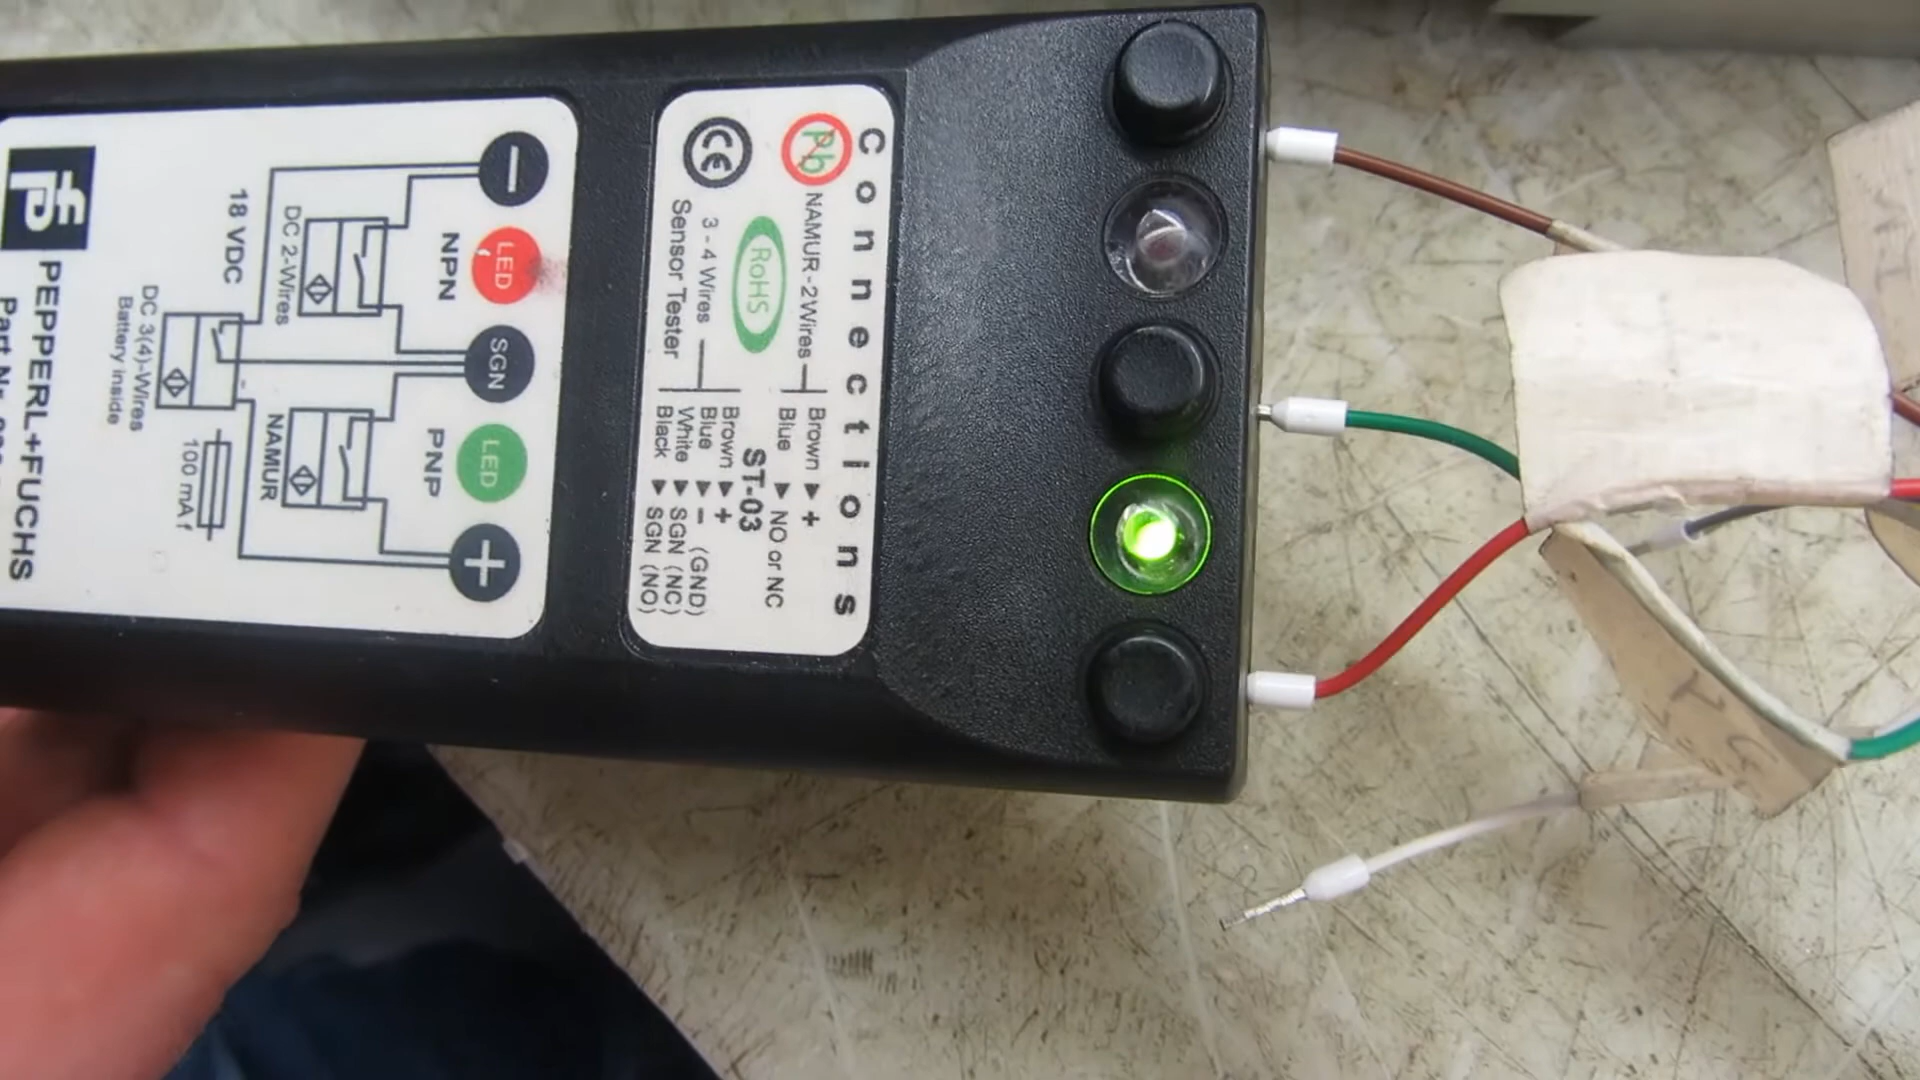 PEPPERL+FUCHS
Part Nr.
18 VDC
DC 2-Wires
DC 3(4)-Wires
Battery inside
100 mA f
NAMUR
NPN
PNP
−
LED
SGN
LED
+
Connections
Pb
NAMUR-2Wires
Brown ▶ +
Blue ▶ NO or NC
RoHS
ST-03
CE
3 - 4 Wires
Brown ▶ +
Blue ▶ − (GND)
White ▶ SGN (NC)
Black ▶ SGN (NO)
Sensor Tester